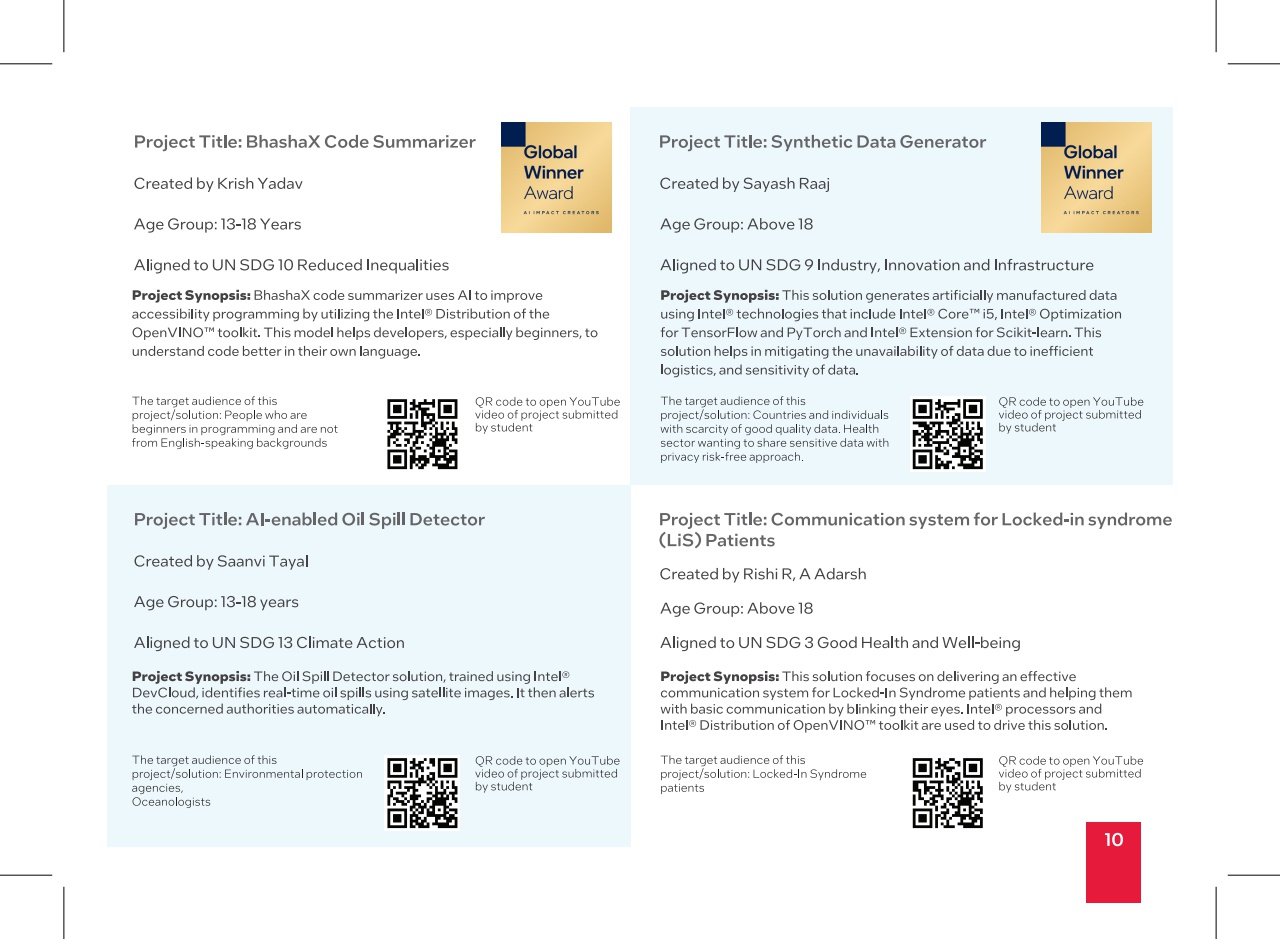 Project Title: BhashaX Code Summarizer
Global
Winner
Award
AI IMPACT CREATORS
Created by Krish Yadav
Age Group: 13-18 Years
Aligned to UN SDG 10 Reduced Inequalities
Project Synopsis: BhashaX code summarizer uses AI to improve
accessibility programming by utilizing the Intel® Distribution of the
OpenVINO™ toolkit. This model helps developers, especially beginners, to
understand code better in their own language.
The target audience of this
project/solution: People who are
beginners in programming and are not
from English-speaking backgrounds
QR code to open YouTube
video of project submitted
by student
Project Title: Synthetic Data Generator
Global
Winner
Award
AI IMPACT CREATORS
Created by Sayash Raaj
Age Group: Above 18
Aligned to UN SDG 9 Industry, Innovation and Infrastructure
Project Synopsis: This solution generates artificially manufactured data
using Intel® technologies that include Intel® Core™ i5, Intel® Optimization
for TensorFlow and PyTorch and Intel® Extension for Scikit-learn. This
solution helps in mitigating the unavailability of data due to inefficient
logistics, and sensitivity of data.
The target audience of this
project/solution: Countries and individuals
with scarcity of good quality data. Health
sector wanting to share sensitive data with
privacy risk-free approach.
QR code to open YouTube
video of project submitted
by student
Project Title: AI-enabled Oil Spill Detector
Created by Saanvi Tayal
Age Group: 13-18 years
Aligned to UN SDG 13 Climate Action
Project Synopsis: The Oil Spill Detector solution, trained using Intel®
DevCloud, identifies real-time oil spills using satellite images. It then alerts
the concerned authorities automatically.
The target audience of this
project/solution: Environmental protection
agencies,
Oceanologists
QR code to open YouTube
video of project submitted
by student
Project Title: Communication system for Locked-in syndrome
(LiS) Patients
Created by Rishi R, A Adarsh
Age Group: Above 18
Aligned to UN SDG 3 Good Health and Well-being
Project Synopsis: This solution focuses on delivering an effective
communication system for Locked-In Syndrome patients and helping them
with basic communication by blinking their eyes. Intel® processors and
Intel® Distribution of OpenVINO™ toolkit are used to drive this solution.
The target audience of this
project/solution: Locked-In Syndrome
patients
QR code to open YouTube
video of project submitted
by student
10